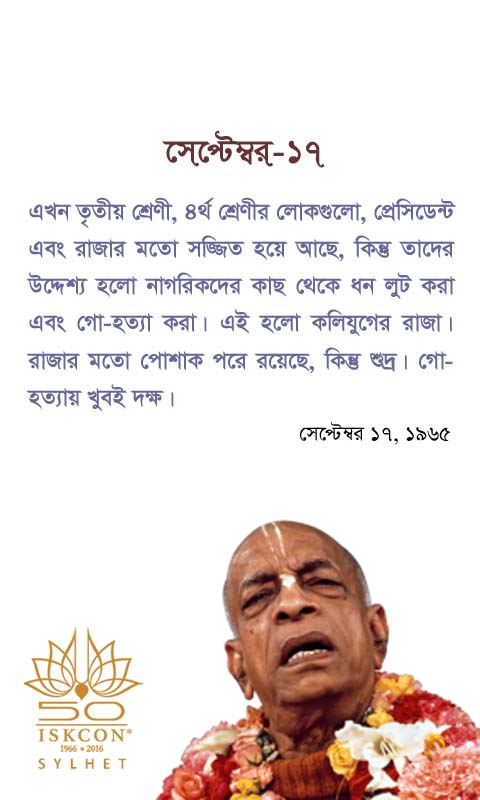 সেপ্টেম্বর-১৭
এখন তৃতীয় শ্রেণী, ৪র্থ শ্রেণীর লোকগুলো, প্রেসিডেন্ট
এবং রাজার মতো সজ্জিত হয়ে আছে, কিন্তু তাদের
উদ্দেশ্য হলো নাগরিকদের কাছ থেকে ধন লুট করা
এবং গো-হত্যা করা। এই হলো কলিযুগের রাজা।
রাজার মতো পোশাক পরে রয়েছে, কিন্তু শুদ্র। গো-
হত্যায় খুবই দক্ষ।
সেপ্টেম্বর ১৭, ১৯৬৫
50
ISKCON®
1966 • 2016
SYLHET